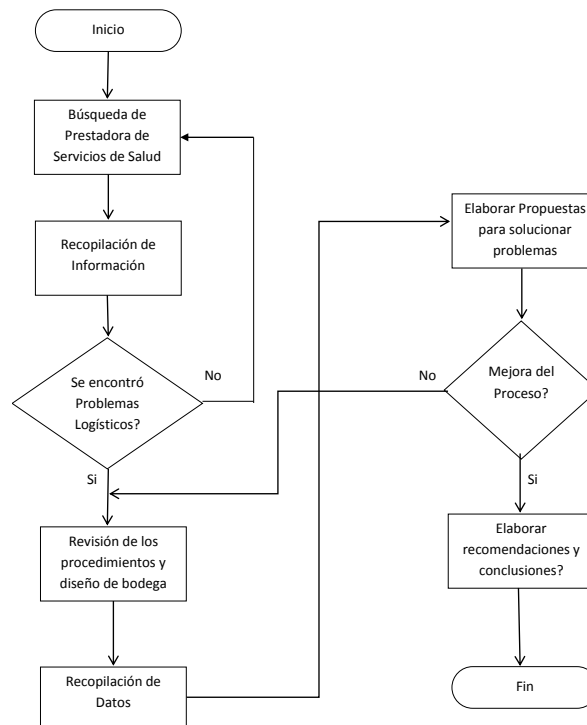 Inicio
Búsqueda de
Prestadora de
Servicios de Salud
Recopilación de
Información
Se encontró
Problemas
Logísticos?
No
Si
Revisión de los
procedimientos y
diseño de bodega
Recopilación de
Datos
Elaborar Propuestas
para solucionar
problemas
Mejora del
Proceso?
No
Si
Elaborar
recomendaciones y
conclusiones?
Fin